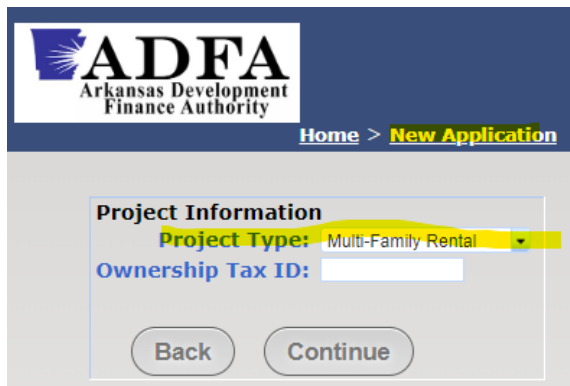 ADFA
Arkansas Development
Finance Authority
Home > New Application
Project Information
Project Type: Multi-Family Rental
Ownership Tax ID:
Back Continue